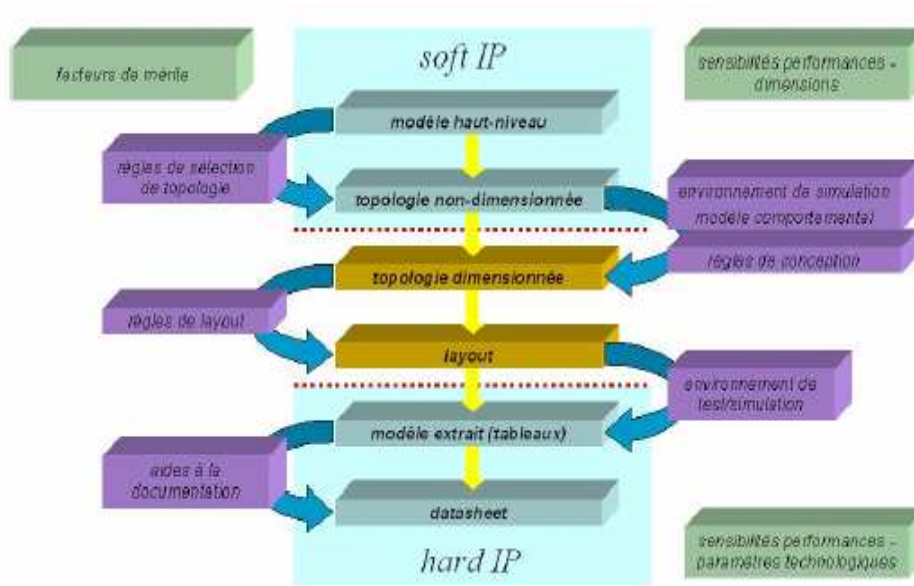 soft IP
facteurs de mérite
sensibilités performances –
dimensions
modèle haut-niveau
règles de sélection
de topologie
topologie non-dimensionnée
environnement de simulation
modèle comportemental
règles de conception
topologie dimensionnée
règles de layout
layout
environnement de
test/simulation
modèle extrait (tableaux)
aides à la
documentation
datasheet
sensibilités performances –
paramètres technologiques
hard IP